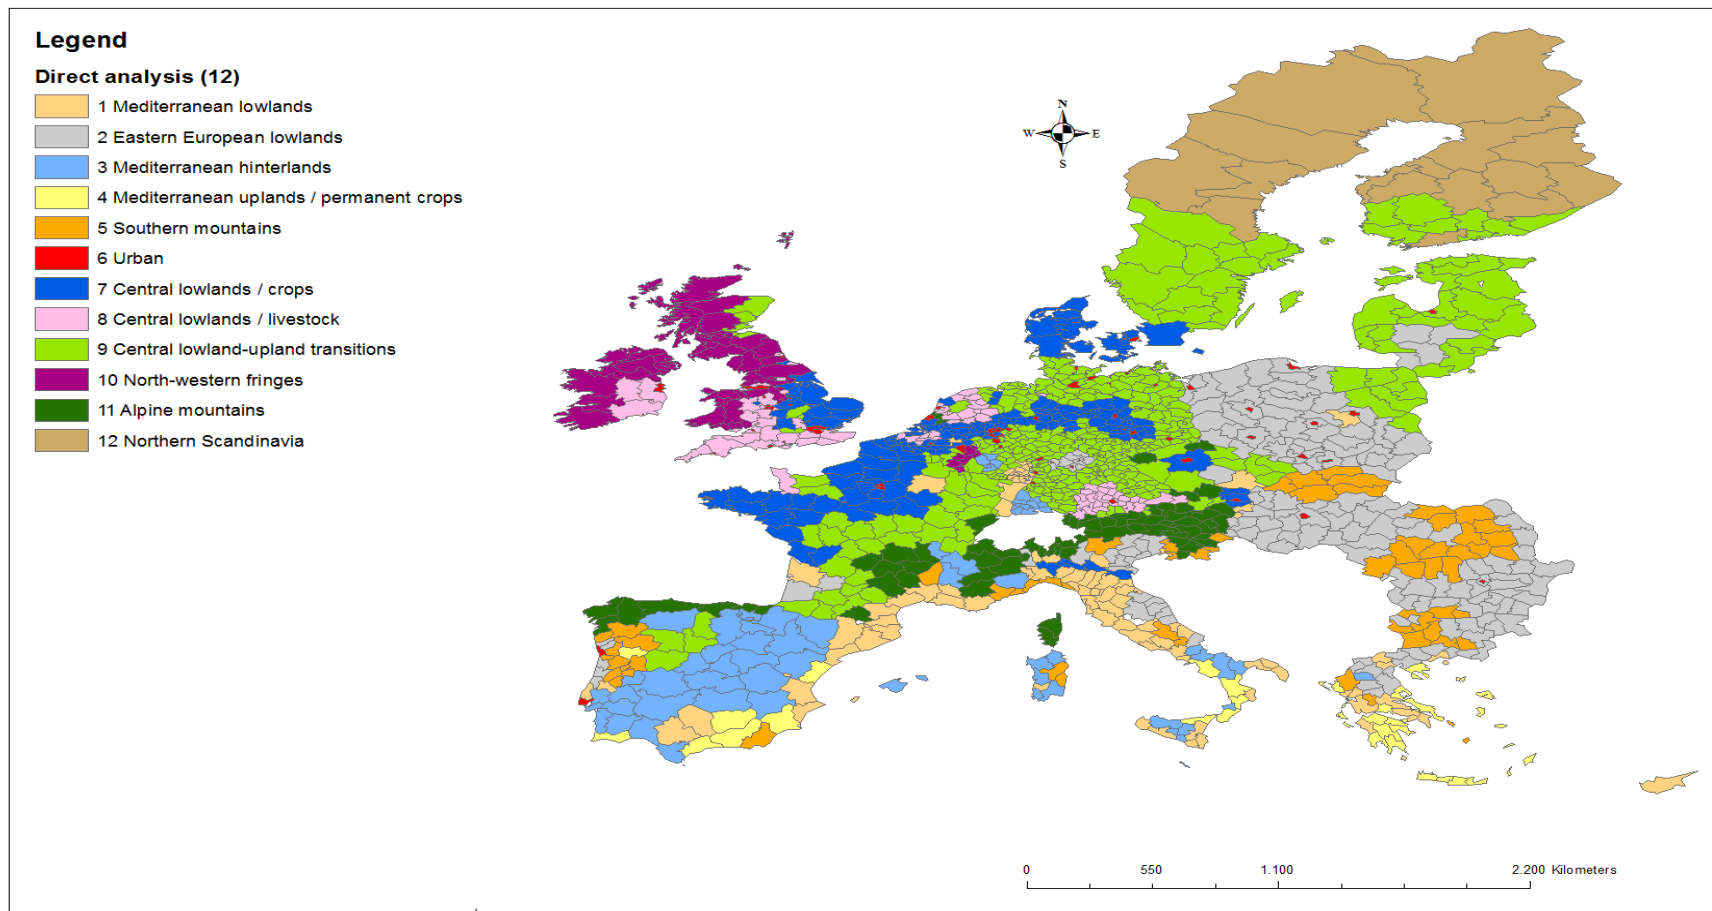 Legend
Direct analysis (12)
1 Mediterranean lowlands
2 Eastern European lowlands
3 Mediterranean hinterlands
4 Mediterranean uplands / permanent crops
5 Southern mountains
6 Urban
7 Central lowlands / crops
8 Central lowlands / livestock
9 Central lowland-upland transitions
10 North-western fringes
11 Alpine mountains
12 Northern Scandinavia
N
W E
S
0 550 1.100 2.200 Kilometers